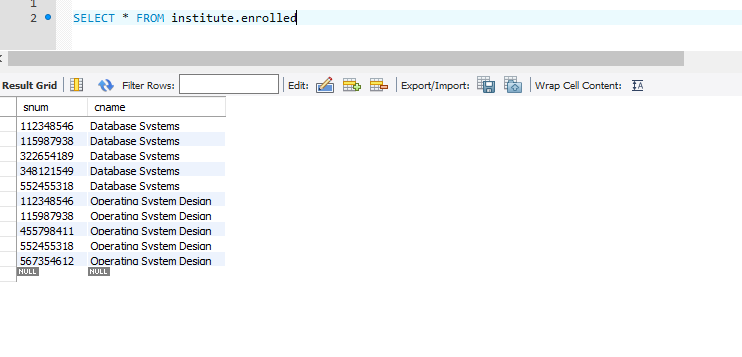 1
2 SELECT * FROM institute.enrolled
Result Grid Filter Rows: Edit: Export/Import: Wrap Cell Content: IA
snum cname
112348546 Database Systems
115987938 Database Systems
322654189 Database Systems
348121549 Database Systems
552455318 Database Systems
112348546 Operating System Design
115987938 Operating System Design
455798411 Operating System Design
552455318 Operating System Design
567354612 Operating System Design
NULL NULL